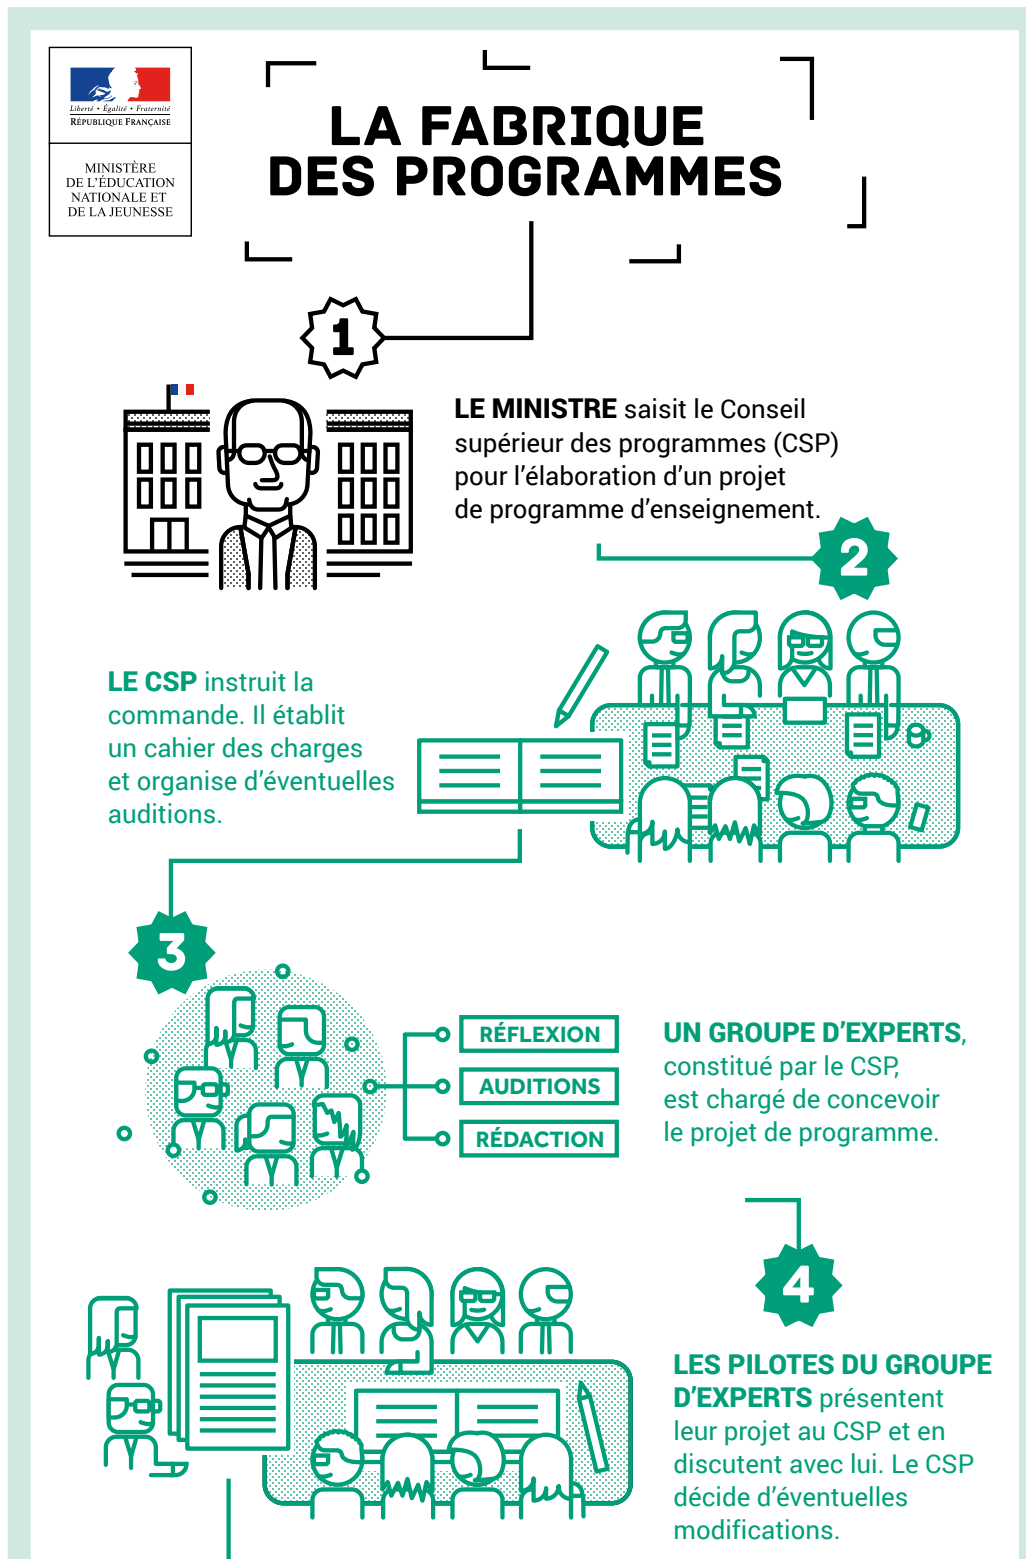 Liberté • Égalité • Fraternité
RÉPUBLIQUE FRANÇAISE
MINISTÈRE
DE L'ÉDUCATION
NATIONALE ET
DE LA JEUNESSE
LA FABRIQUE
DES PROGRAMMES
1
LE MINISTRE saisit le Conseil
supérieur des programmes (CSP)
pour l'élaboration d'un projet
de programme d'enseignement.
2
LE CSP instruit la
commande. Il établit
un cahier des charges
et organise d'éventuelles
auditions.
3
RÉFLEXION
AUDITIONS
RÉDACTION
UN GROUPE D'EXPERTS,
constitué par le CSP,
est chargé de concevoir
le projet de programme.
4
LES PILOTES DU GROUPE
D'EXPERTS présentent
leur projet au CSP et en
discutent avec lui. Le CSP
décide d'éventuelles
modifications.